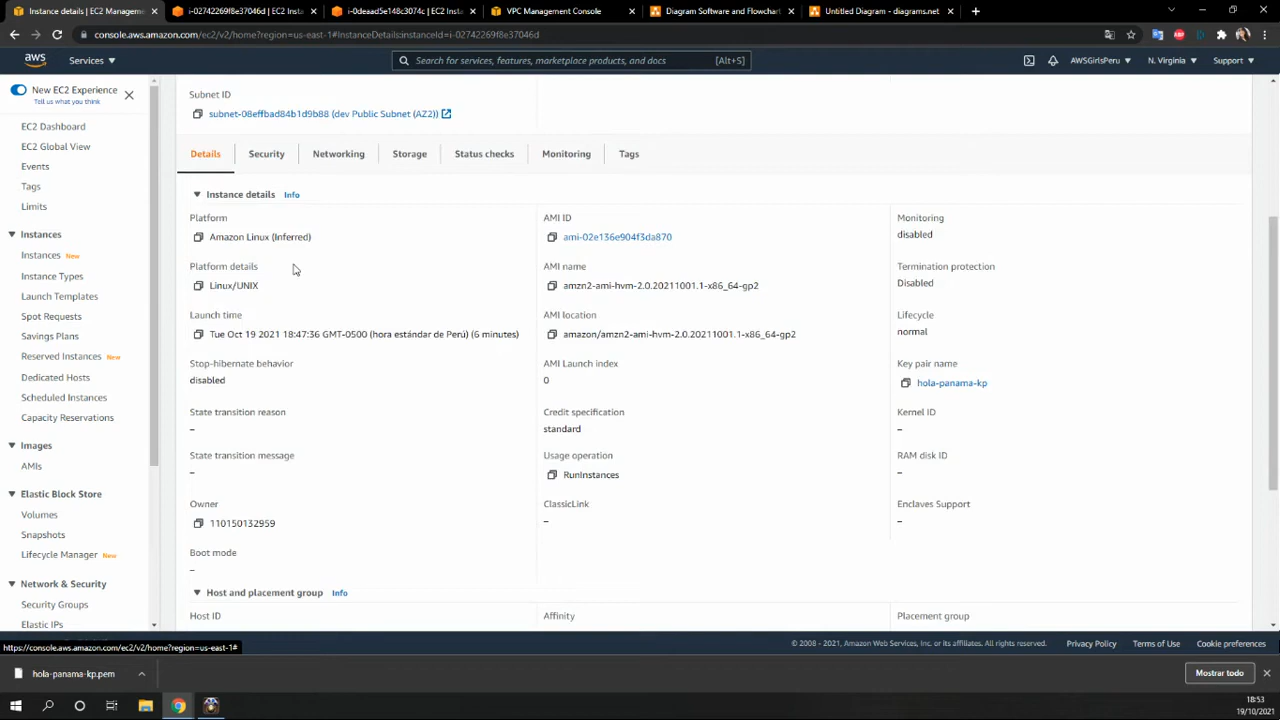 Instance details | EC2 Managemen
i-02742e1f8e37046d | EC2 Instan
i-0deaad5e148c3074c | EC2 Inst
VPC Management Console
Diagram Software and Flowchart
Untitled Diagram - diagrams.net
console.aws.amazon.com/ec2/v2/home?region=us-east-1#InstanceDetails:instanceId=i-02742e1f8e37046d
aws
Services
Search for services, features, marketplace products, and docs
[Alt+S]
AWSGirlsPeru
N. Virginia
Support
New EC2 Experience
Tell us what you think
EC2 Dashboard
EC2 Global View
Events
Tags
Limits
Instances
Instances New
Instance Types
Launch Templates
Spot Requests
Savings Plans
Reserved Instances New
Dedicated Hosts
Scheduled Instances
Capacity Reservations
Images
AMIs
Elastic Block Store
Volumes
Snapshots
Lifecycle Manager New
Network & Security
Security Groups
Elastic IPs
Subnet ID
subnet-08effbad84b1d9b88 (dev Public Subnet (AZ2))
Details
Security
Networking
Storage
Status checks
Monitoring
Tags
Instance details
Info
Platform
Amazon Linux (Inferred)
AMI ID
ami-02e136e904f3da870
Monitoring
disabled
Platform details
Linux/UNIX
AMI name
amzn2-ami-hvm-2.0.20211001.1-x86_64-gp2
Termination protection
Disabled
Launch time
Tue Oct 19 2021 18:47:36 GMT-0500 (hora estándar de Perú) (6 minutes)
AMI location
amazon/amzn2-ami-hvm-2.0.20211001.1-x86_64-gp2
Lifecycle
normal
Stop-hibernate behavior
disabled
AMI Launch index
0
Key pair name
hola-panama-kp
State transition reason
–
Credit specification
standard
Kernel ID
–
State transition message
–
Usage operation
RunInstances
RAM disk ID
–
Owner
110150132959
ClassicLink
–
Enclaves Support
–
Boot mode
–
Host and placement group
Info
Host ID
Affinity
Placement group
https://console.aws.amazon.com/ec2/v2/home?region=us-east-1#
© 2008 - 2021, Amazon Web Services, Inc. or its affiliates. All rights reserved.
Privacy Policy
Terms of Use
Cookie preferences
hola-panama-kp.pem
Mostrar todo
18:53
19/10/2021